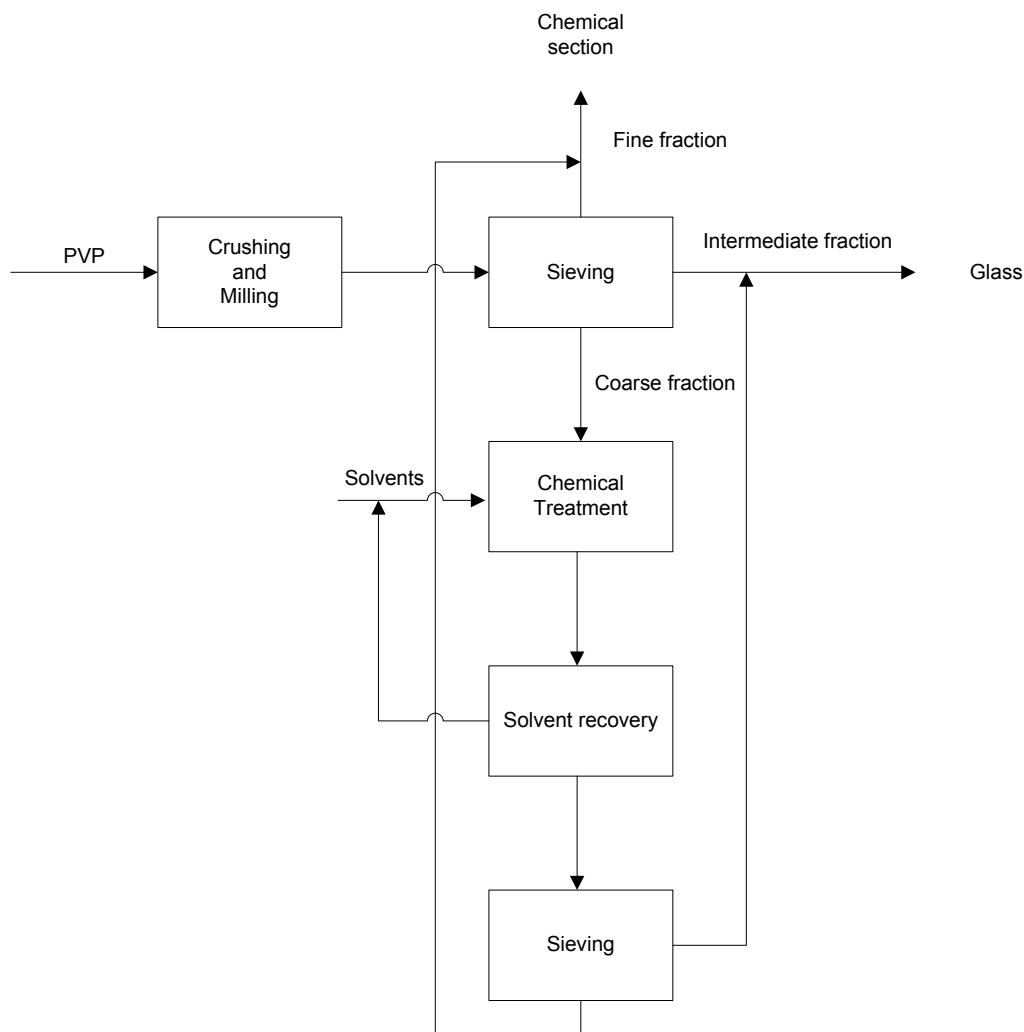 Chemical
section
Fine fraction
PVP
Crushing
and
Milling
Sieving
Intermediate fraction
Glass
Coarse fraction
Solvents
Chemical
Treatment
Solvent recovery
Sieving